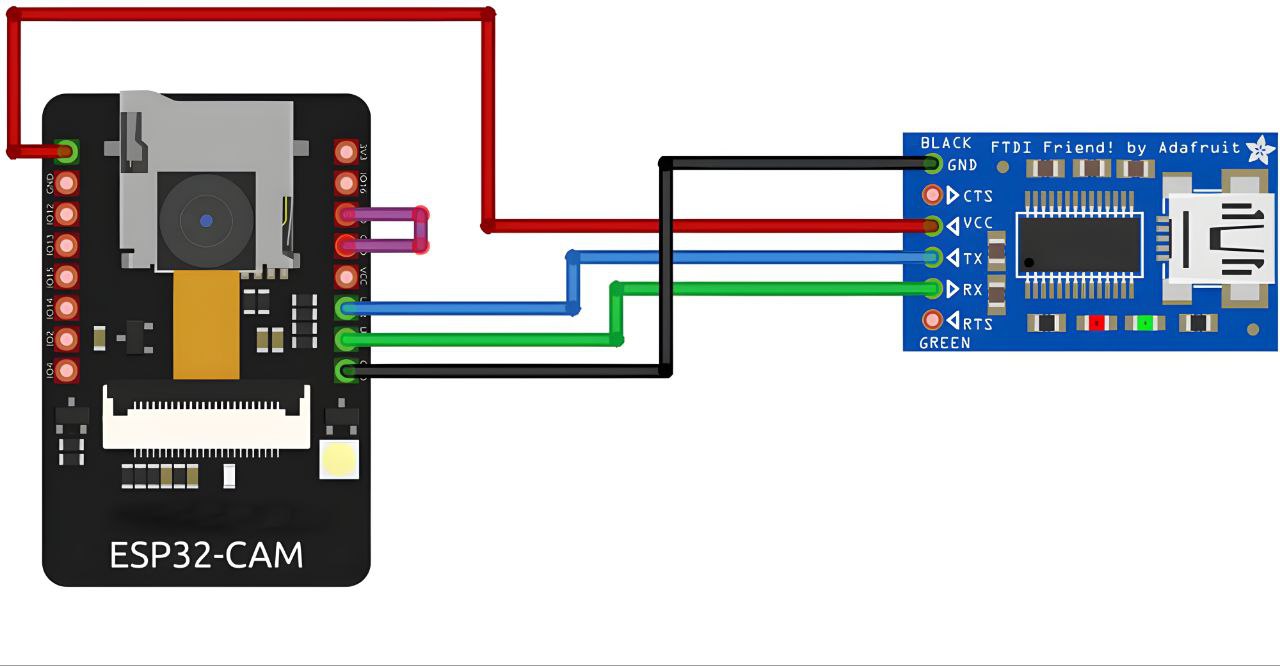 3V3
GND
IO16
IO12
IO13
IO15
VCC
IO14
IO2
IO4
ESP32-CAM
BLACK
FTDI Friend! by Adafruit
GND
CTS
VCC
TX
RX
RTS
GREEN